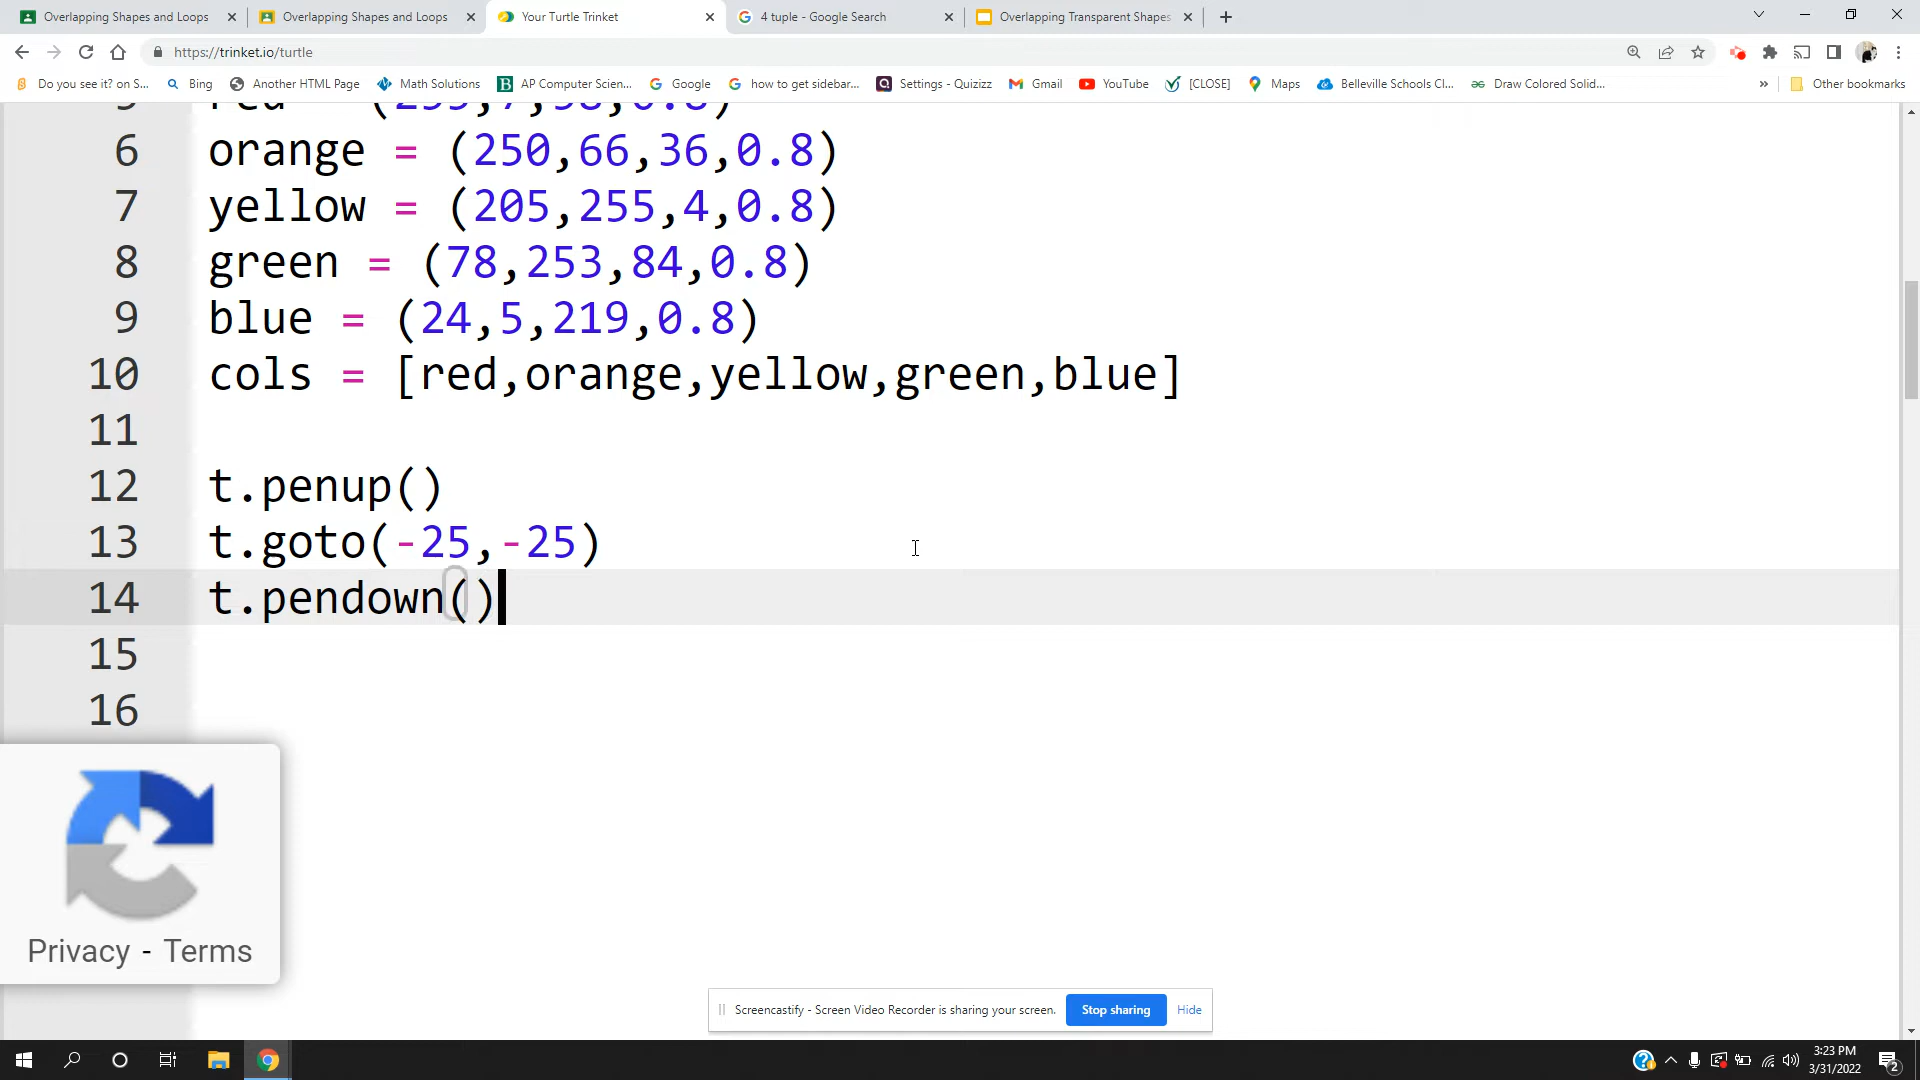 Overlapping Shapes and Loops
Overlapping Shapes and Loops
Your Turtle Trinket
4 tuple - Google Search
Overlapping Transparent Shapes
https://trinket.io/turtle
Do you see it? on S...
Bing
Another HTML Page
Math Solutions
AP Computer Scien...
Google
how to get sidebar...
Settings - Quizizz
Gmail
YouTube
[CLOSE]
Maps
Belleville Schools Cl...
Draw Colored Solid...
»
Other bookmarks
6 orange = (250,66,36,0.8)
7 yellow = (205,255,4,0.8)
8 green = (78,253,84,0.8)
9 blue = (24,5,219,0.8)
10 cols = [red,orange,yellow,green,blue]
11
12 t.penup()
13 t.goto(-25,-25)
14 t.pendown()
15
16
Privacy - Terms
Screencastify - Screen Video Recorder is sharing your screen.
Stop sharing
Hide
3:23 PM
3/31/2022
2